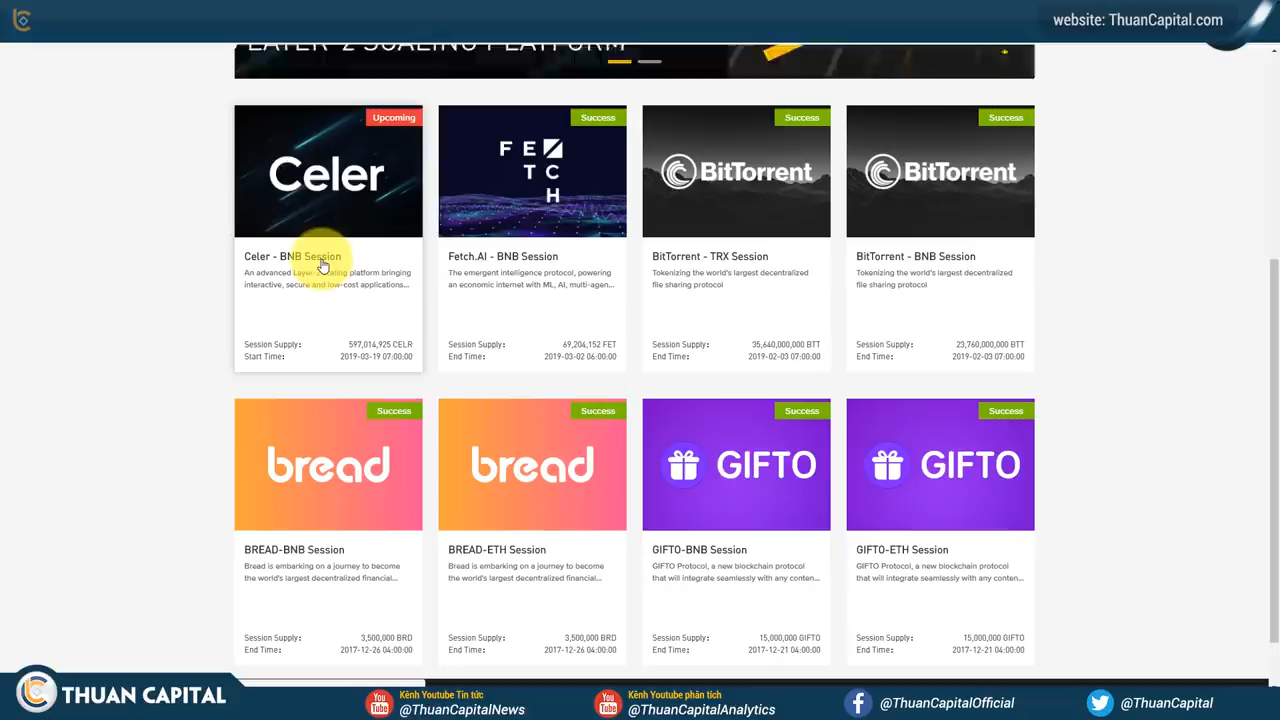 website: ThuanCapital.com
LAYER-2 SCALING PLATFORM
Upcoming
Celer
Celer - BNB Session
An advanced Layer-2 scaling platform bringing
interactive, secure and low-cost applications...
Session Supply: 597,014,925 CELR
Start Time: 2019-03-19 07:00:00
Success
FETCH
Fetch.AI - BNB Session
The emergent intelligence protocol, powering
an economic internet with ML, AI, multi-agen...
Session Supply: 69,204,152 FET
End Time: 2019-03-02 06:00:00
Success
BitTorrent
BitTorrent - TRX Session
Tokenizing the world's largest decentralized
file sharing protocol
Session Supply: 35,640,000,000 BTT
End Time: 2019-02-03 07:00:00
Success
BitTorrent
BitTorrent - BNB Session
Tokenizing the world's largest decentralized
file sharing protocol
Session Supply: 23,760,000,000 BTT
End Time: 2019-02-03 07:00:00
Success
bread
BREAD-BNB Session
Bread is embarking on a journey to become
the world's largest decentralized financial...
Session Supply: 3,500,000 BRD
End Time: 2017-12-26 04:00:00
Success
bread
BREAD-ETH Session
Bread is embarking on a journey to become
the world's largest decentralized financial...
Session Supply: 3,500,000 BRD
End Time: 2017-12-26 04:00:00
Success
GIFTO
GIFTO-BNB Session
GIFTO Protocol, a new blockchain protocol
that will integrate seamlessly with any conten...
Session Supply: 15,000,000 GIFTO
End Time: 2017-12-21 04:00:00
Success
GIFTO
GIFTO-ETH Session
GIFTO Protocol, a new blockchain protocol
that will integrate seamlessly with any conten...
Session Supply: 15,000,000 GIFTO
End Time: 2017-12-21 04:00:00
THUAN CAPITAL
You Tube
Kênh Youtube Tin tức
@ThuanCapitalNews
You Tube
Kênh Youtube phân tích
@ThuanCapitalAnalytics
@ThuanCapitalOfficial
@ThuanCapital